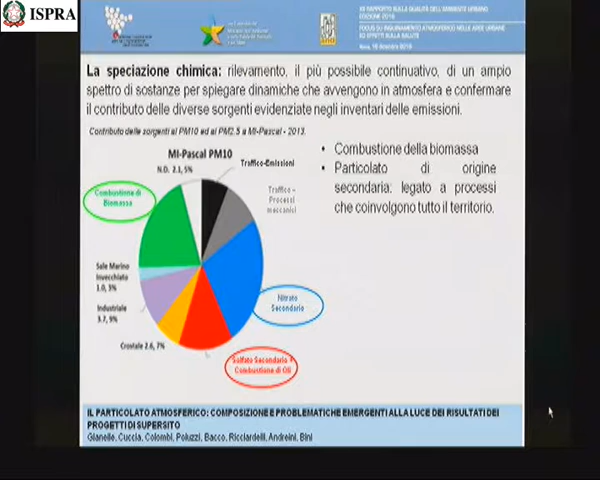 ISPRA
XII RAPPORTO SULLA QUALITÀ DELL'AMBIENTE URBANO
EDIZIONE 2016
FOCUS SU INQUINAMENTO ATMOSFERICO NELLE AREE URBANE
ED EFFETTI SULLA SALUTE
La speciazione chimica: rilevamento, il più possibile continuativo, di un ampio
spettro di sostanze per spiegare dinamiche che avvengono in atmosfera e confermare
il contributo delle diverse sorgenti evidenziate negli inventari delle emissioni.
Contributo delle sorgenti al PM10 ed al PM2.5 a MI-Pascal - 2013.
MI-Pascal PM10
N.D. 2.1, 5%
Traffico-Emissioni
Traffico -
Processi
meccanici
Combustione di
Biomassa
Sale Marino
Invecchiato
1.0, 3%
Industriale
3.7, 9%
Crostale 2.6, 7%
Nitrato
Secondario
Solfato Secondario +
Combustione di Oli
• Combustione della biomassa
• Particolato di origine
secondaria: legato a processi
che coinvolgono tutto il territorio.
IL PARTICOLATO ATMOSFERICO: COMPOSIZIONE E PROBLEMATICHE EMERGENTI ALLA LUCE DEI RISULTATI DEI
PROGETTI DI SUPERSITO
Gianelle, Cuccia, Colombi, Poluzzi, Bacco, Ricciardelli, Andreini, Bini